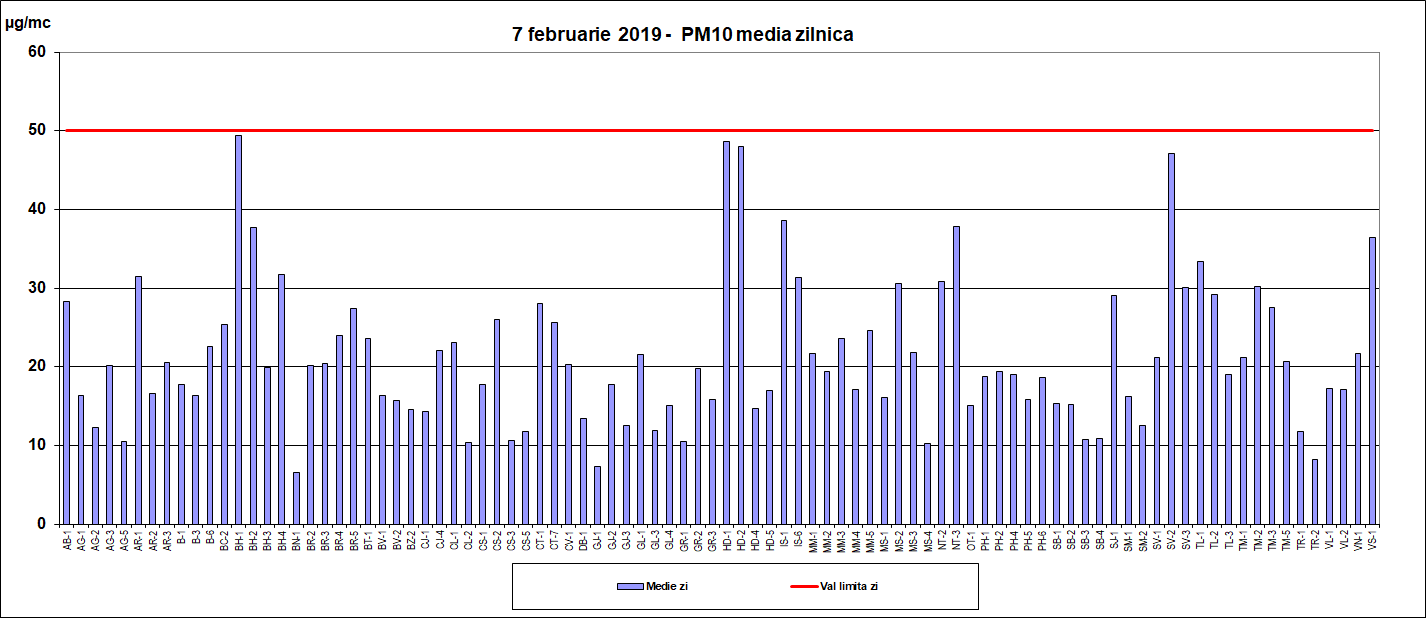 µg/mc
7 februarie 2019 - PM10 media zilnica
60
50
40
30
20
10
0
AB-1 AG-1 AG-2 AG-3 AG-5 AR-1 AR-2 AR-3 B-1 B-3 B-6 BC-2 BH-1 BH-2 BH-3 BH-4 BN-1 BR-2 BR-3 BR-4 BR-5 BT-1 BV-1 BV-2 BZ-2 CJ-1 CJ-4 CL-1 CL-2 CS-1 CS-2 CS-3 CS-5 CT-1 CT-7 CV-1 DB-1 GJ-1 GJ-2 GJ-3 GL-1 GL-3 GL-4 GR-1 GR-2 GR-3 HD-1 HD-2 HD-4 HD-5 IS-1 IS-6 MM-1 MM-2 MM-3 MM-4 MM-5 MS-1 MS-2 MS-3 MS-4 NT-2 NT-3 OT-1 PH-1 PH-2 PH-4 PH-5 PH-6 SB-1 SB-2 SB-3 SB-4 SJ-1 SM-1 SM-2 SV-1 SV-2 SV-3 TL-1 TL-2 TL-3 TM-1 TM-2 TM-3 TM-5 TR-1 TR-2 VL-1 VL-2 VN-1 VS-1
Medie zi Val limita zi